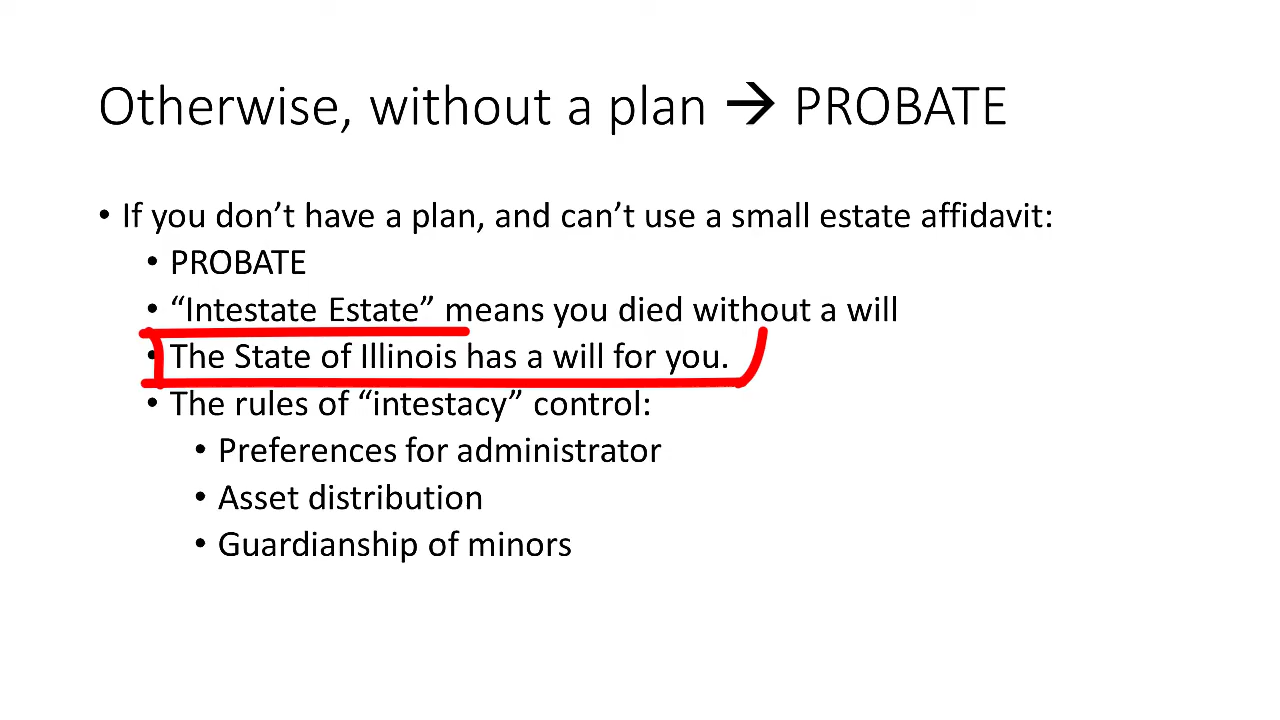 Otherwise, without a plan → PROBATE
• If you don’t have a plan, and can’t use a small estate affidavit:
• PROBATE
• “Intestate Estate” means you died without a will
• The State of Illinois has a will for you.
• The rules of “intestacy” control:
• Preferences for administrator
• Asset distribution
• Guardianship of minors